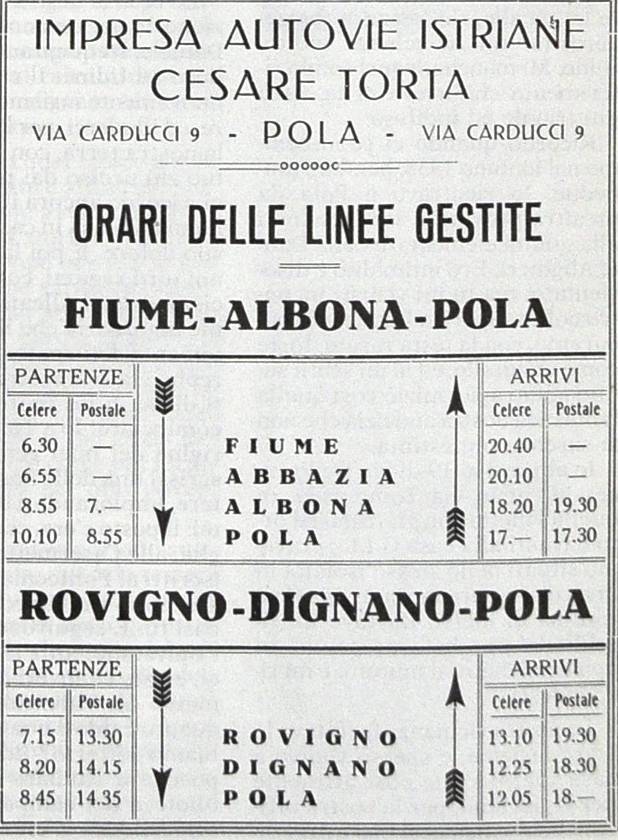 IMPRESA AUTOVIE ISTRIANE
CESARE TORTA
VIA CARDUCCI 9 - POLA - VIA CARDUCCI 9
ORARI DELLE LINEE GESTITE
FIUME-ALBONA-POLA
PARTENZE ARRIVI
Celere Postale Celere Postale
6.30 — FIUME 20.40 —
6.55 — ABBAZIA 20.10 —
8.55 7.— ALBONA 18.20 19.30
10.10 8.55 POLA 17.— 17.30
ROVIGNO-DIGNANO-POLA
PARTENZE ARRIVI
Celere Postale Celere Postale
7.15 13.30 ROVIGNO 13.10 19.30
8.20 14.15 DIGNANO 12.25 18.30
8.45 14.35 POLA 12.05 18.—